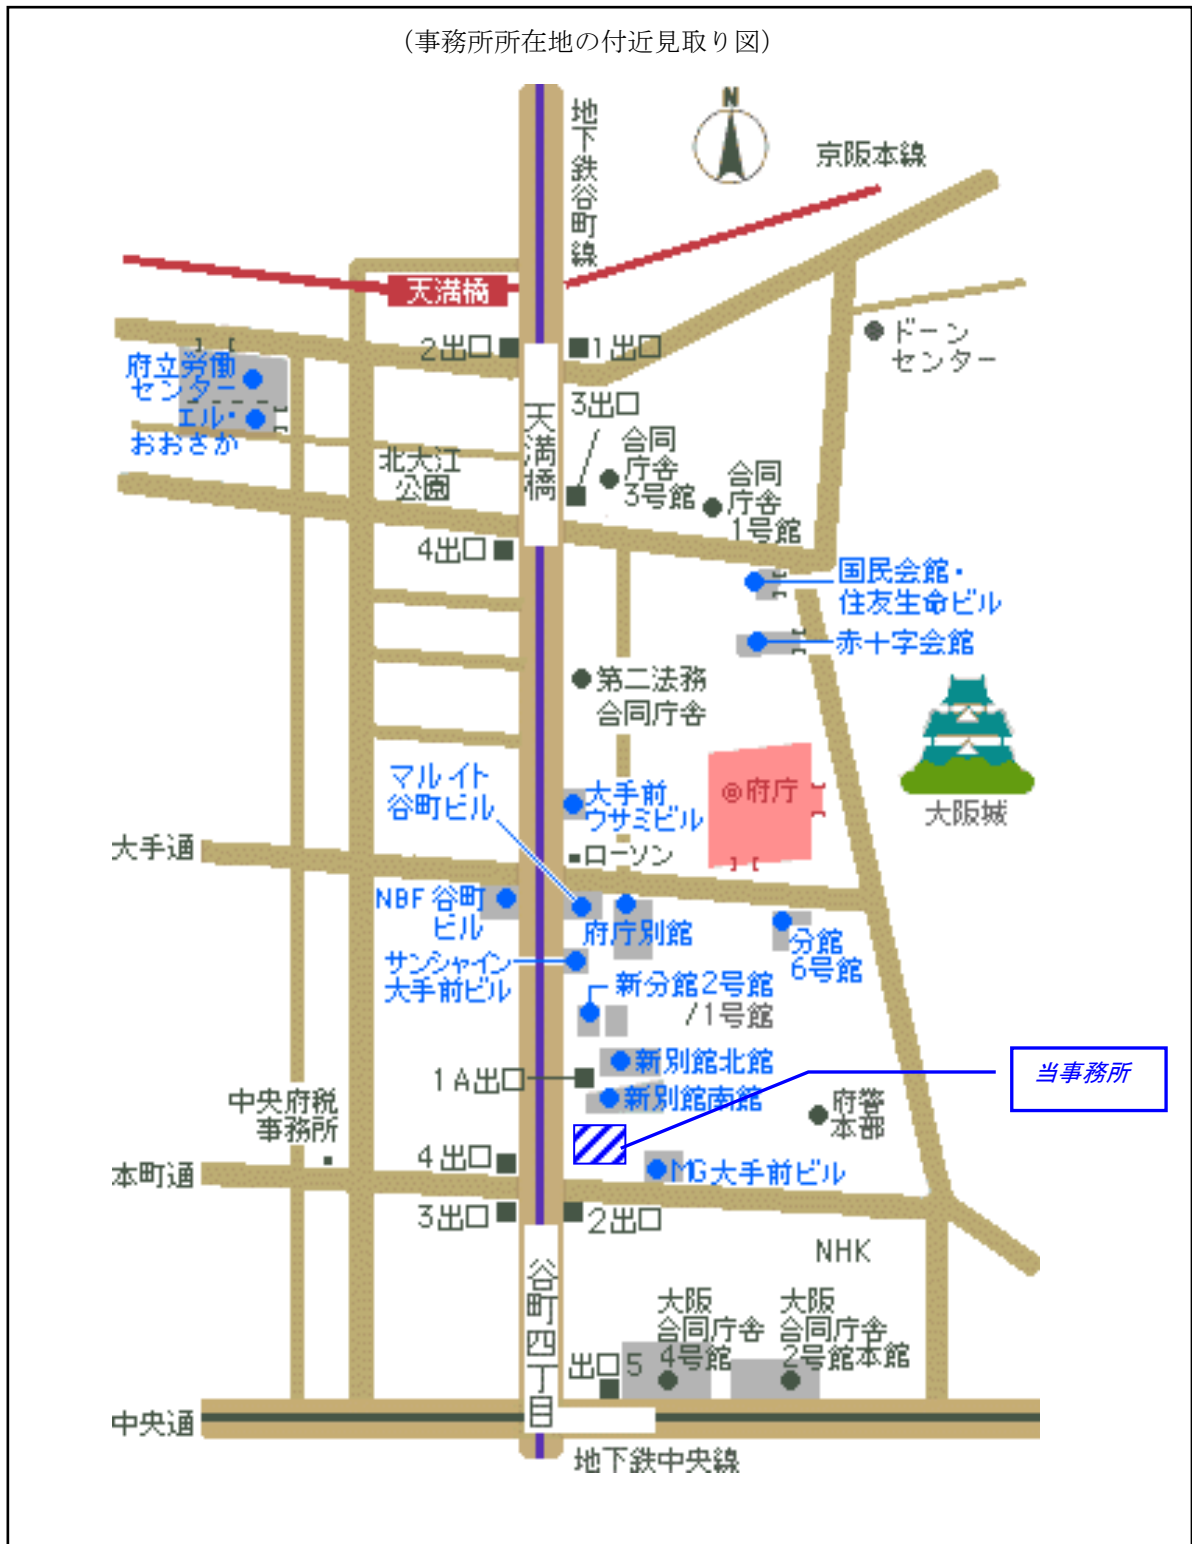 （事務所所在地の付近見取り図）
N
地下鉄谷町線
京阪本線
天満橋
2出口
1出口
ドーン
センター
府立労働
センター
エル・
おおさか
天満橋
3出口
合同
庁舎
3号館
合同
庁舎
1号館
北大江
公園
4出口
国民会館・
住友生命ビル
赤十字会館
第二法務
合同庁舎
マルイト
谷町ビル
大手前
ウサミビル
府庁
大阪城
大手通
ローソン
NBF谷町
ビル
府庁別館
分館
6号館
サンシャイン
大手前ビル
新分館2号館
/1号館
新別館北館
1A出口
新別館南館
当事務所
中央府税
事務所
府警
本部
4出口
本町通
MG大手前ビル
3出口
2出口
NHK
谷町四丁目
大阪
合同庁舎
4号館
大阪
合同庁舎
2号館本館
出口5
中央通
地下鉄中央線